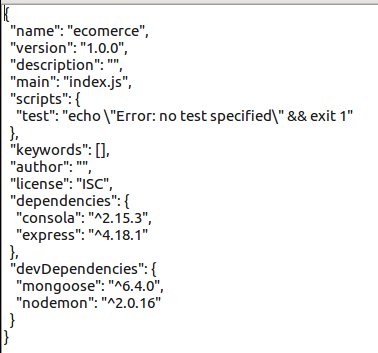 {
"name": "ecomerce",
"version": "1.0.0",
"description": "",
"main": "index.js",
"scripts": {
"test": "echo \"Error: no test specified\" && exit 1"
},
"keywords": [],
"author": "",
"license": "ISC",
"dependencies": {
"consola": "^2.15.3",
"express": "^4.18.1"
},
"devDependencies": {
"mongoose": "^6.4.0",
"nodemon": "^2.0.16"
}
}